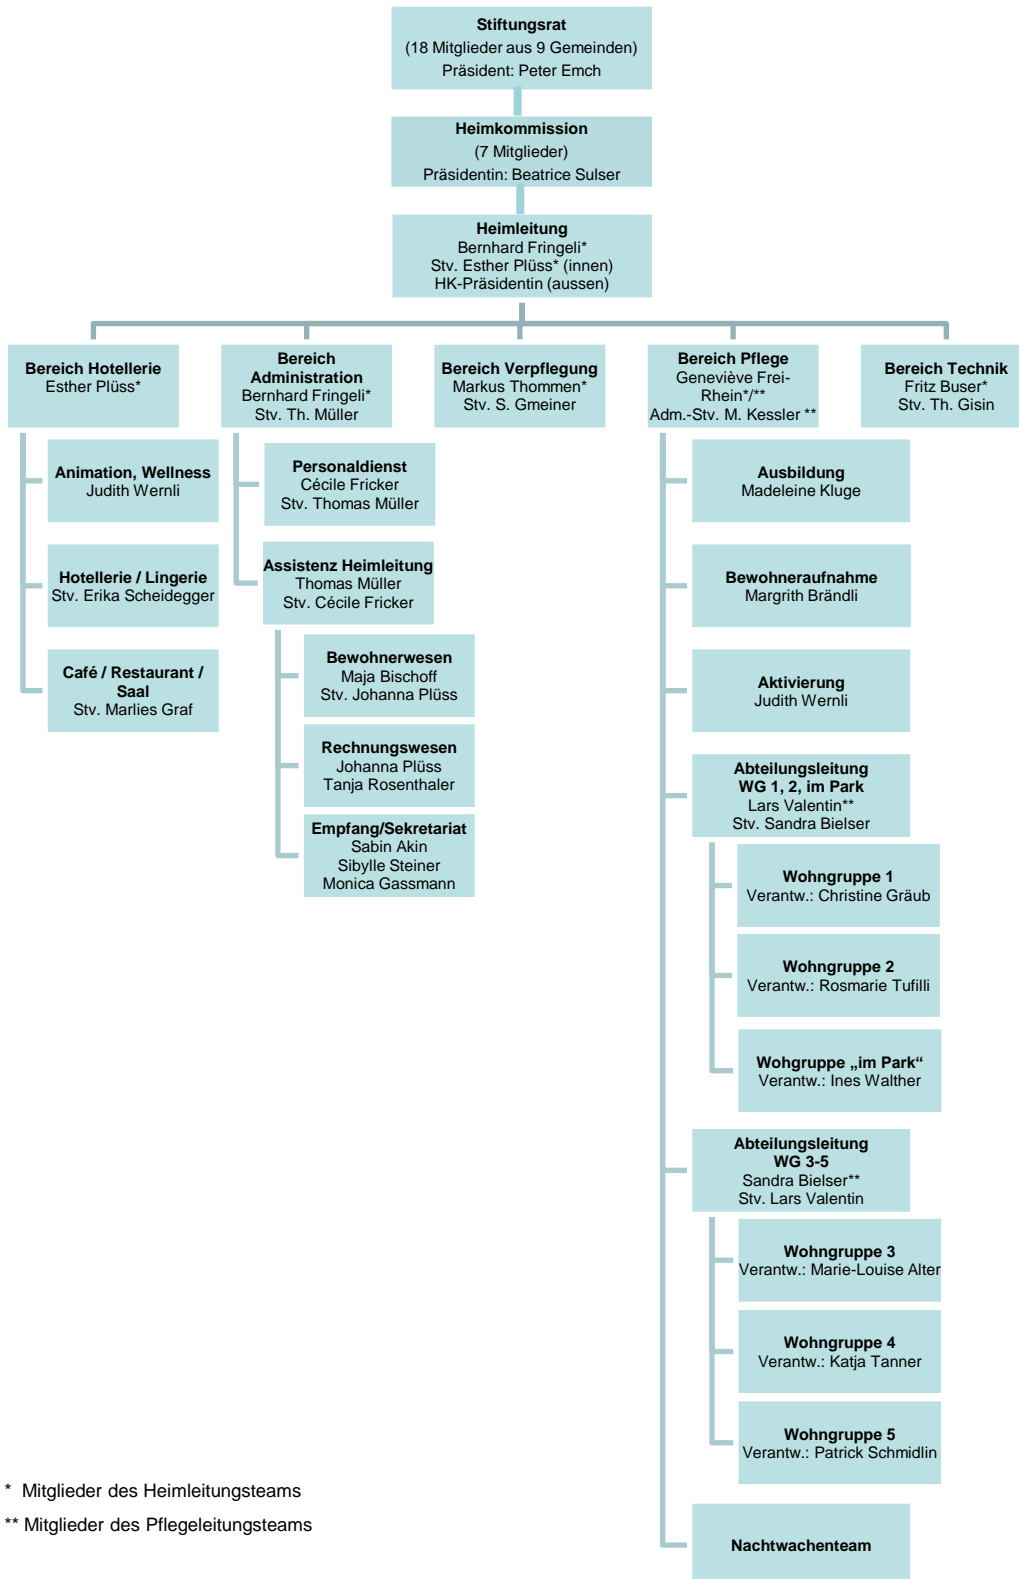 Stiftungsrat
(18 Mitglieder aus 9 Gemeinden)
Präsident: Peter Emch
Heimkommission
(7 Mitglieder)
Präsidentin: Beatrice Sulser
Heimleitung
Bernhard Fringeli*
Stv. Esther Plüss* (innen)
HK-Präsidentin (aussen)
Bereich Hotellerie
Esther Plüss*
Bereich
Administration
Bernhard Fringeli*
Stv. Th. Müller
Bereich Verpflegung
Markus Thommen*
Stv. S. Gmeiner
Bereich Pflege
Geneviève Frei-
Rhein*/**
Adm.-Stv. M. Kessler **
Bereich Technik
Fritz Buser*
Stv. Th. Gisin
Animation, Wellness
Judith Wernli
Hotellerie / Lingerie
Stv. Erika Scheidegger
Café / Restaurant /
Saal
Stv. Marlies Graf
Personaldienst
Cécile Fricker
Stv. Thomas Müller
Assistenz Heimleitung
Thomas Müller
Stv. Cécile Fricker
Bewohnerwesen
Maja Bischoff
Stv. Johanna Plüss
Rechnungswesen
Johanna Plüss
Tanja Rosenthaler
Empfang/Sekretariat
Sabin Akin
Sibylle Steiner
Monica Gassmann
Ausbildung
Madeleine Kluge
Bewohneraufnahme
Margrith Brändli
Aktivierung
Judith Wernli
Abteilungsleitung
WG 1, 2, im Park
Lars Valentin**
Stv. Sandra Bielser
Wohngruppe 1
Verantw.: Christine Gräub
Wohngruppe 2
Verantw.: Rosmarie Tufilli
Wohgruppe „im Park“
Verantw.: Ines Walther
Abteilungsleitung
WG 3-5
Sandra Bielser**
Stv. Lars Valentin
Wohngruppe 3
Verantw.: Marie-Louise Alter
Wohngruppe 4
Verantw.: Katja Tanner
Wohngruppe 5
Verantw.: Patrick Schmidlin
Nachtwachenteam
* Mitglieder des Heimleitungsteams
** Mitglieder des Pflegeleitungsteams